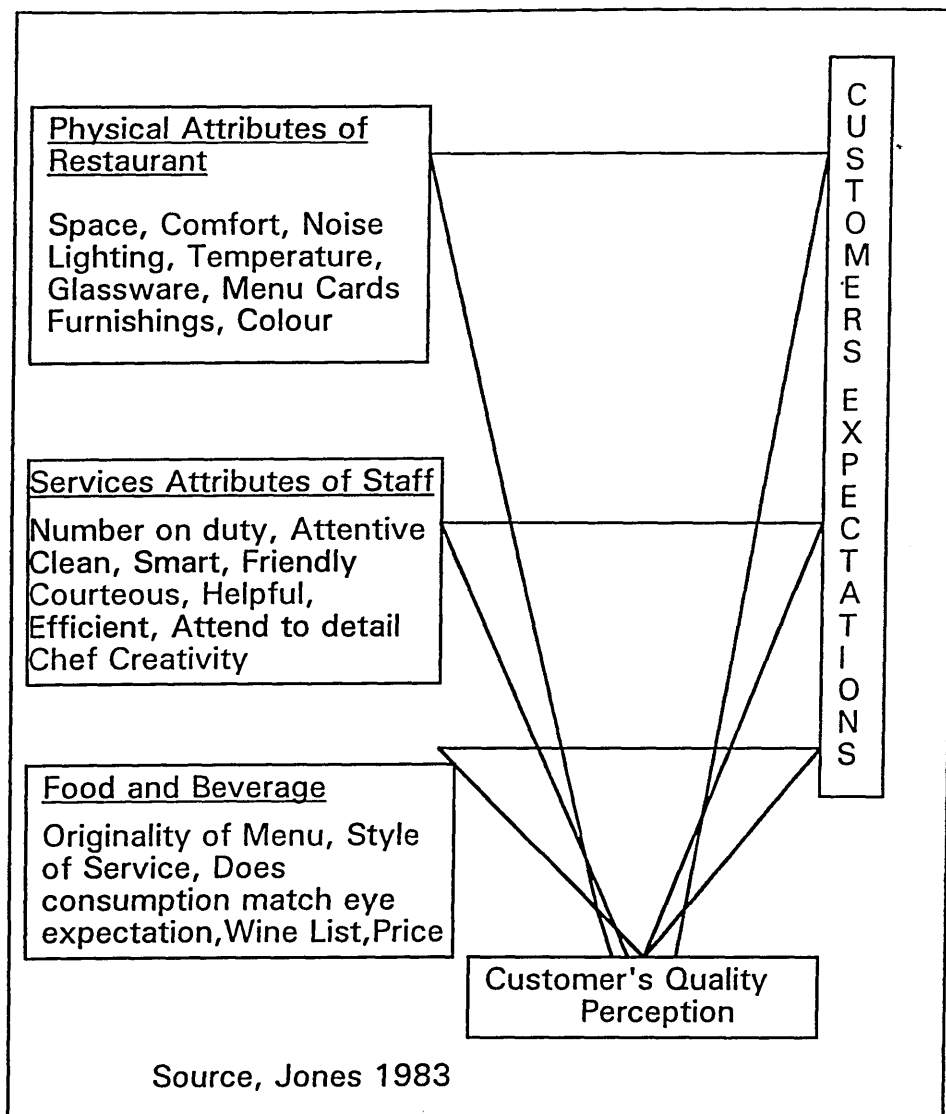 Physical Attributes of
Restaurant
Space, Comfort, Noise
Lighting, Temperature,
Glassware, Menu Cards
Furnishings, Colour
Services Attributes of Staff
Number on duty, Attentive
Clean, Smart, Friendly
Courteous, Helpful,
Efficient, Attend to detail
Chef Creativity
Food and Beverage
Originality of Menu, Style
of Service, Does
consumption match eye
expectation,Wine List,Price
CUSTOMERS EXPECTATIONS
Customer's Quality
Perception
Source, Jones 1983